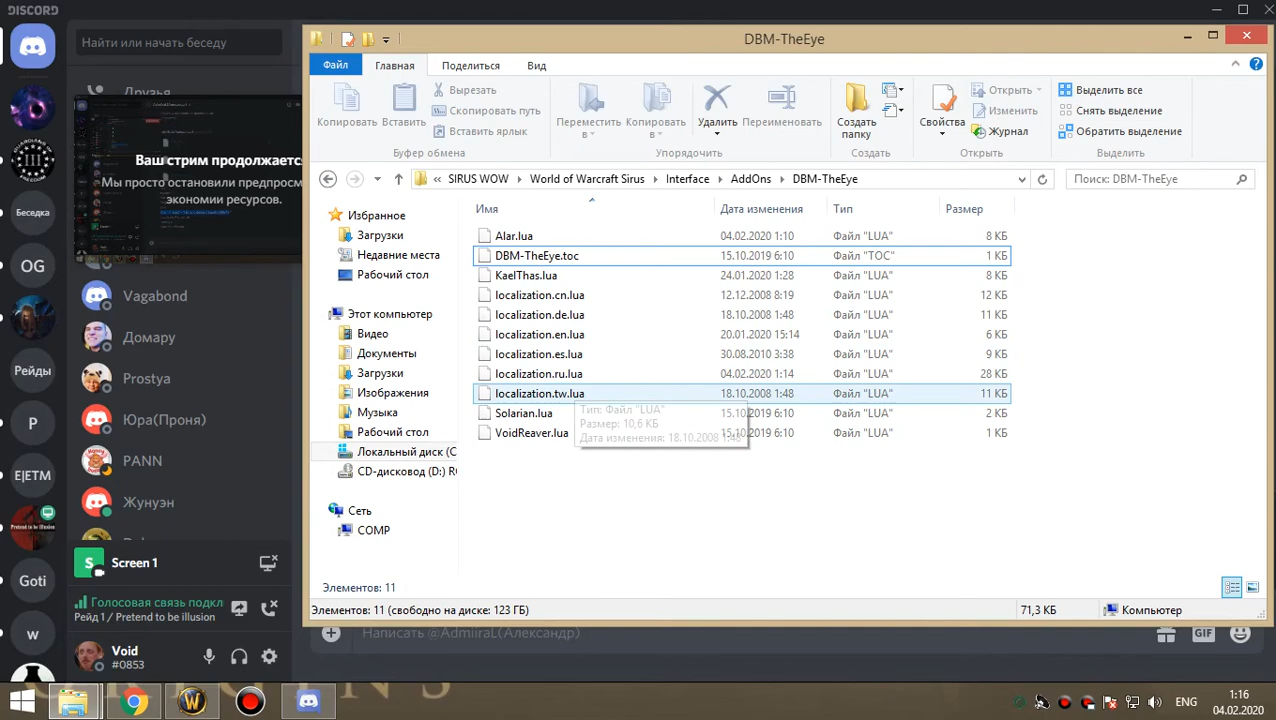 DISCORD
Найти или начать беседу
Друзья
Ваш стрим продолжается
Мы просто остановили предпросм
экономии ресурсов.
Беседка
OG
Рейды
P
E|ETM
Goti
w
Vagabond
Домару
Prostya
Юра(Проня)
PANN
Жунуэн
S
Screen 1
Голосовая связь подкл
Рейд 1 / Pretend to be illusion
Void
#0853
DBM-TheEye
Файл
Главная
Поделиться
Вид
Копировать
Вставить
Вырезать
Скопировать путь
Вставить ярлык
Буфер обмена
Переместить в
Копировать в
Удалить
Переименовать
Упорядочить
Создать папку
Создать
Свойства
Открыть
Изменить
Журнал
Открыть
Выделить все
Снять выделение
Обратить выделение
Выделить
« SIRUS WOW World of Warcraft Sirus Interface AddOns DBM-TheEye
Поиск: DBM-TheEye
Избранное
Загрузки
Недавние места
Рабочий стол
Этот компьютер
Видео
Документы
Загрузки
Изображения
Музыка
Рабочий стол
Локальный диск (C
CD-дисковод (D:) RO
Сеть
COMP
Имя Дата изменения Тип Размер
Alar.lua 04.02.2020 1:10 Файл "LUA" 8 КБ
DBM-TheEye.toc 15.10.2019 6:10 Файл "TOC" 1 КБ
KaelThas.lua 24.01.2020 1:28 Файл "LUA" 8 КБ
localization.cn.lua 12.12.2008 8:19 Файл "LUA" 12 КБ
localization.de.lua 18.10.2008 1:48 Файл "LUA" 11 КБ
localization.en.lua 20.01.2020 15:14 Файл "LUA" 6 КБ
localization.es.lua 30.08.2010 3:38 Файл "LUA" 9 КБ
localization.ru.lua 04.02.2020 1:14 Файл "LUA" 28 КБ
localization.tw.lua 18.10.2008 1:48 Файл "LUA" 11 КБ
Solarian.lua 15.10.2019 6:10 Файл "LUA" 2 КБ
VoidReaver.lua 15.10.2019 6:10 Файл "LUA" 1 КБ
Тип: Файл "LUA"
Размер: 10,6 КБ
Дата изменения: 18.10.2008 1:48
Элементов: 11
Элементов: 11 (свободно на диске: 123 ГБ)
71,3 КБ
Компьютер
Написать @AdmiiraL(Александр)
GIF
ENG
1:16
04.02.2020